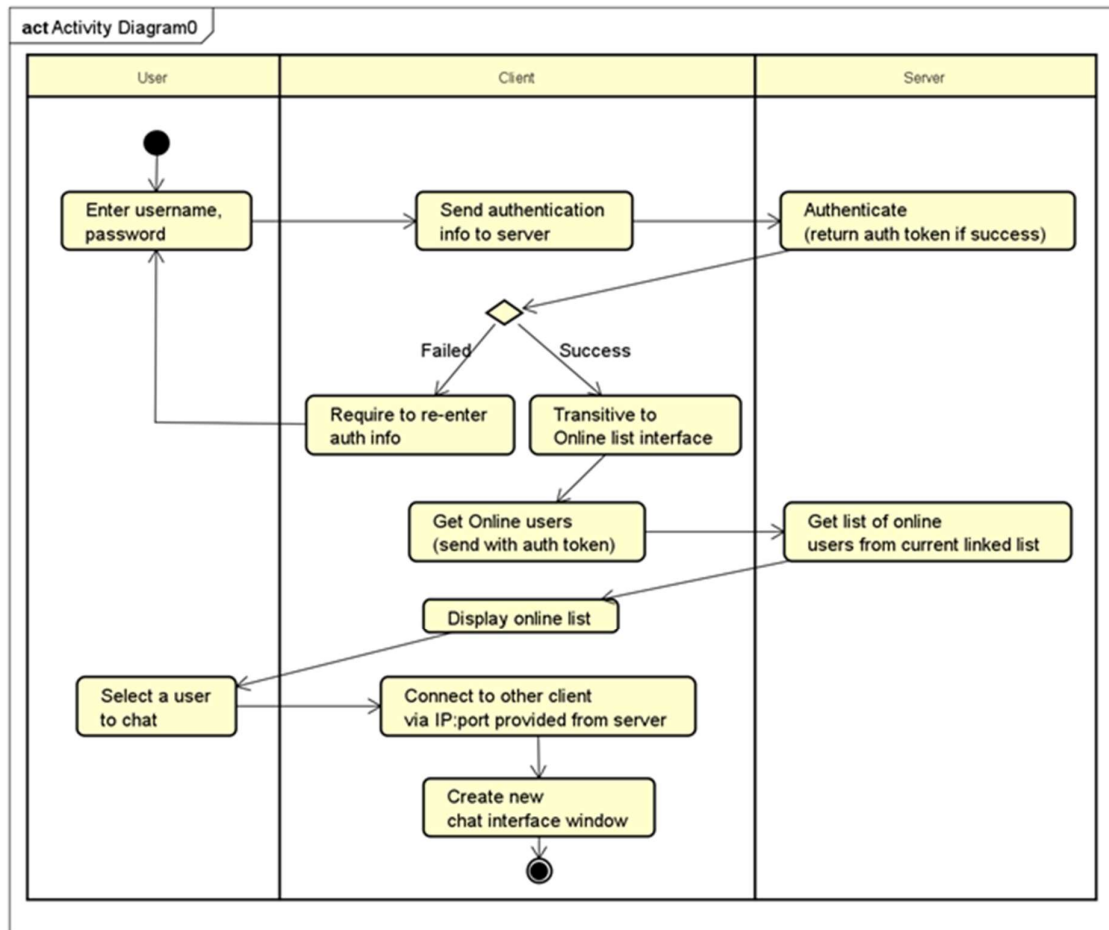 act Activity Diagram0
User
Client
Server
Enter username,
password
Send authentication
info to server
Authenticate
(return auth token if success)
Failed
Success
Require to re-enter
auth info
Transitive to
Online list interface
Get Online users
(send with auth token)
Get list of online
users from current linked list
Display online list
Select a user
to chat
Connect to other client
via IP:port provided from server
Create new
chat interface window